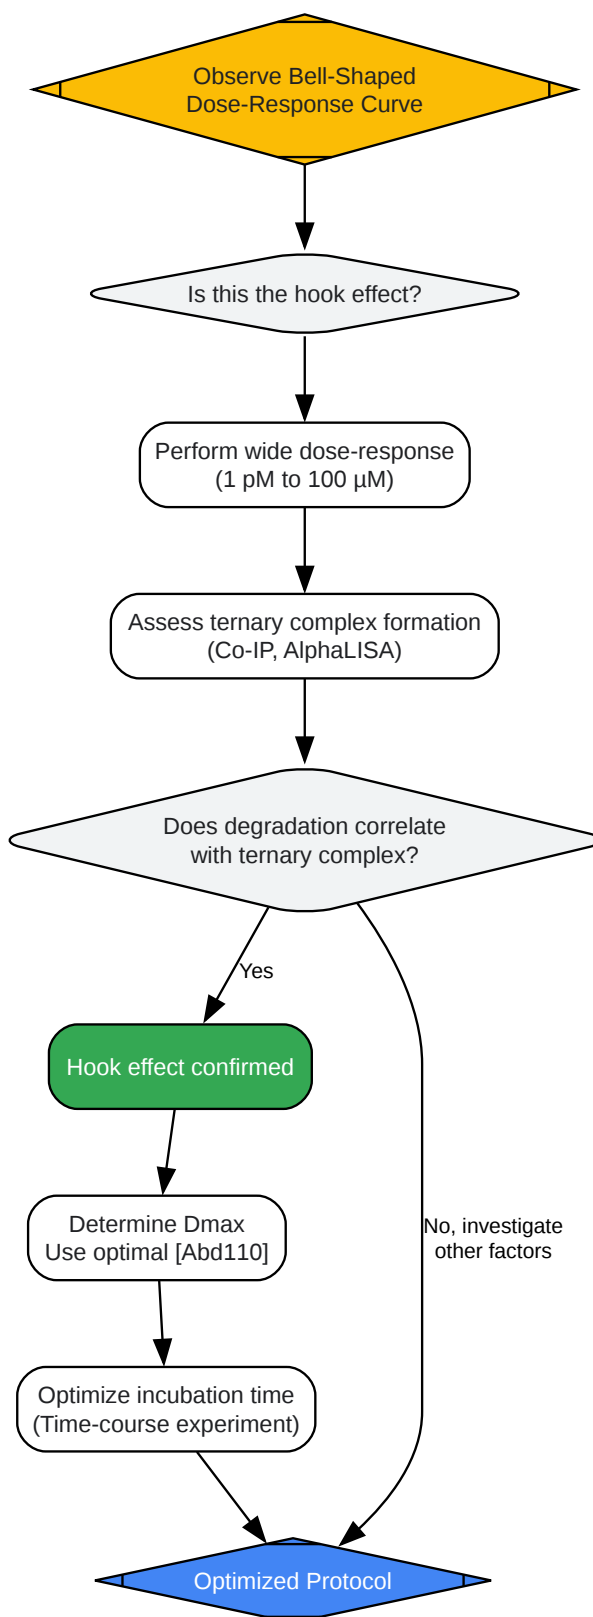 Observe Bell-Shaped
Dose-Response Curve
Is this the hook effect?
Perform wide dose-response
(1 pM to 100 µM)
Assess ternary complex formation
(Co-IP, AlphaLISA)
Does degradation correlate
with ternary complex?
Yes
Hook effect confirmed
Determine Dmax
Use optimal [Abd110]
No, investigate
other factors
Optimize incubation time
(Time-course experiment)
Optimized Protocol